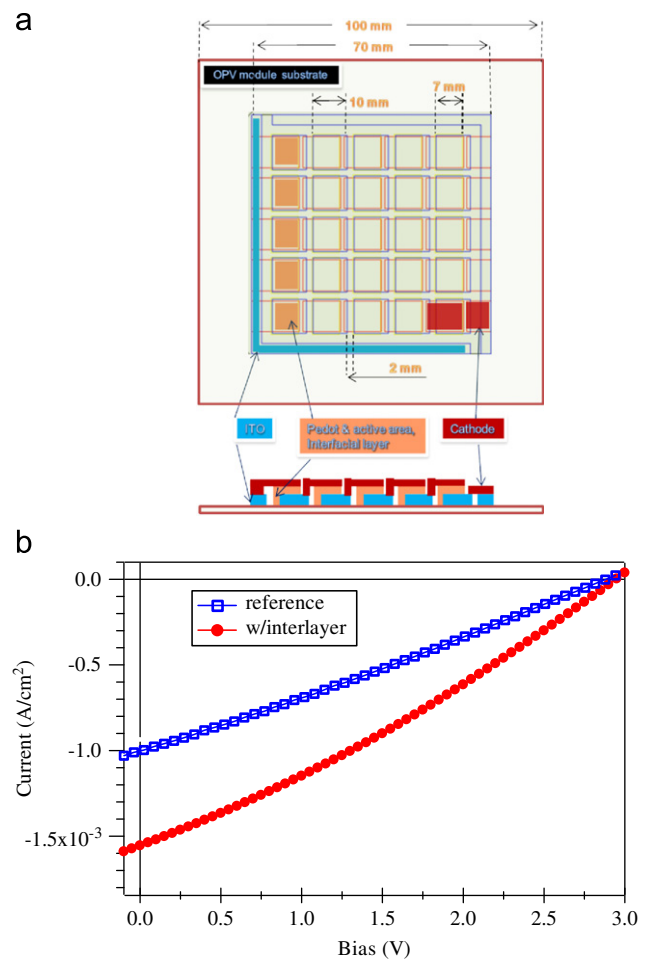 a
100 mm
70 mm
OPV module substrate
7 mm
10 mm
2 mm
ITO
Pedot & active area,
Interfacial layer
Cathode
b
0.0
-0.5
-1.0
-1.5x10⁻³
Current (A/cm²)
reference
w/interlayer
0.0 0.5 1.0 1.5 2.0 2.5 3.0
Bias (V)